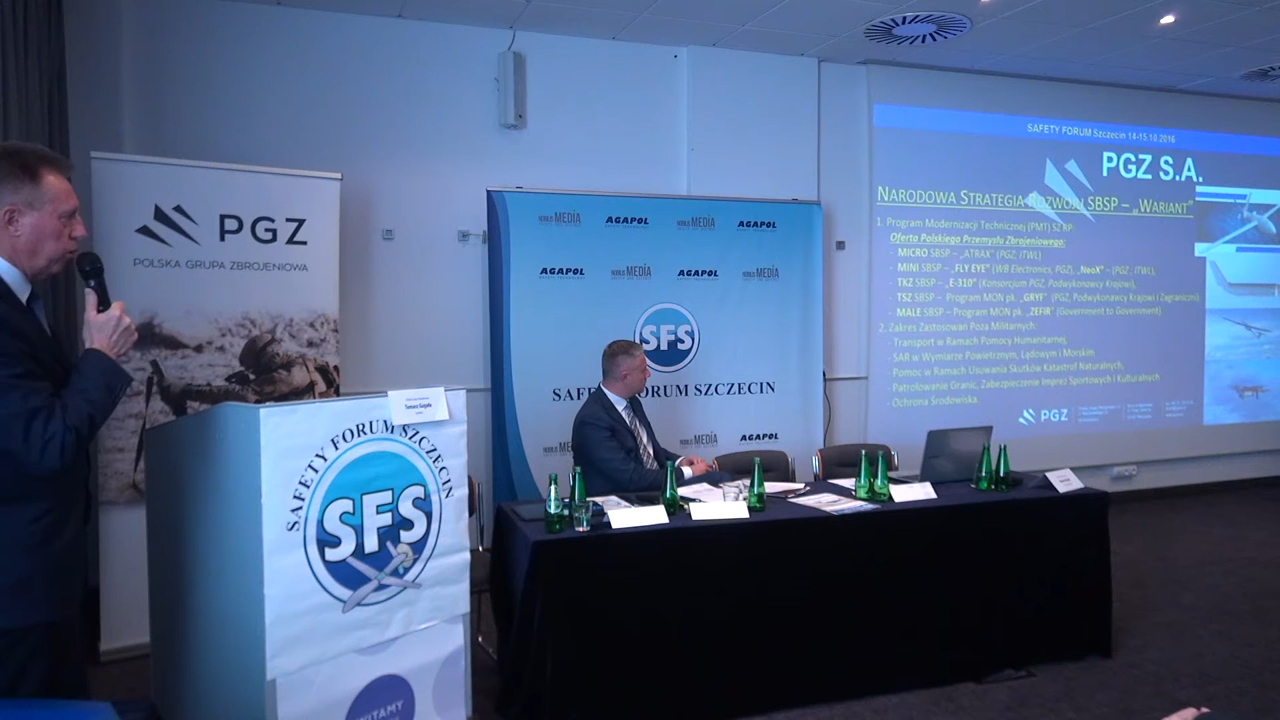 PGZ
POLSKA GRUPA ZBROJENIOWA
Tomasz Gugała
SAFETY FORUM SZCZECIN
SFS
WITAMY
NOBILIS MEDIA AGAPOL NOBILIS MEDIA AGAPOL
AGAPOL NOBILIS MEDIA AGAPOL NOBILIS MEDIA
SFS
SAFETY FORUM SZCZECIN
MEDIA AGAPOL
SAFETY FORUM Szczecin 14-15.10.2016
PGZ S.A.
NARODOWA STRATEGIA ROZWOJU SBSP – „WARIANT”
1. Program Modernizacji Technicznej (PMT) SZ RP:
Oferta Polskiego Przemysłu Zbrojeniowego:
- MICRO SBSP – „ATRAX” (PGZ; ITWL)
- MINI SBSP – „FLY EYE” (WB Electronics, PGZ), „NeoX” – (PGZ ; ITWL),
- TKZ SBSP – „E-310” (Konsorcjum PGZ, Podwykonawcy Krajowi),
- TSZ SBSP – Program MON pk. „GRYF” (PGZ, Podwykonawcy Krajowi i Zagraniczni)
- MALE SBSP – Program MON pk. „ZEFIR” (Government to Government)
2. Zakres Zastosowań Poza Militarnych:
- Transport w Ramach Pomocy Humanitarnej,
- SAR w Wymiarze Powietrznym, Lądowym i Morskim
- Pomoc w Ramach Usuwania Skutków Katastrof Naturalnych,
- Patrolowanie Granic, Zabezpieczenie Imprez Sportowych i Kulturalnych
- Ochrona Środowiska.
PGZ